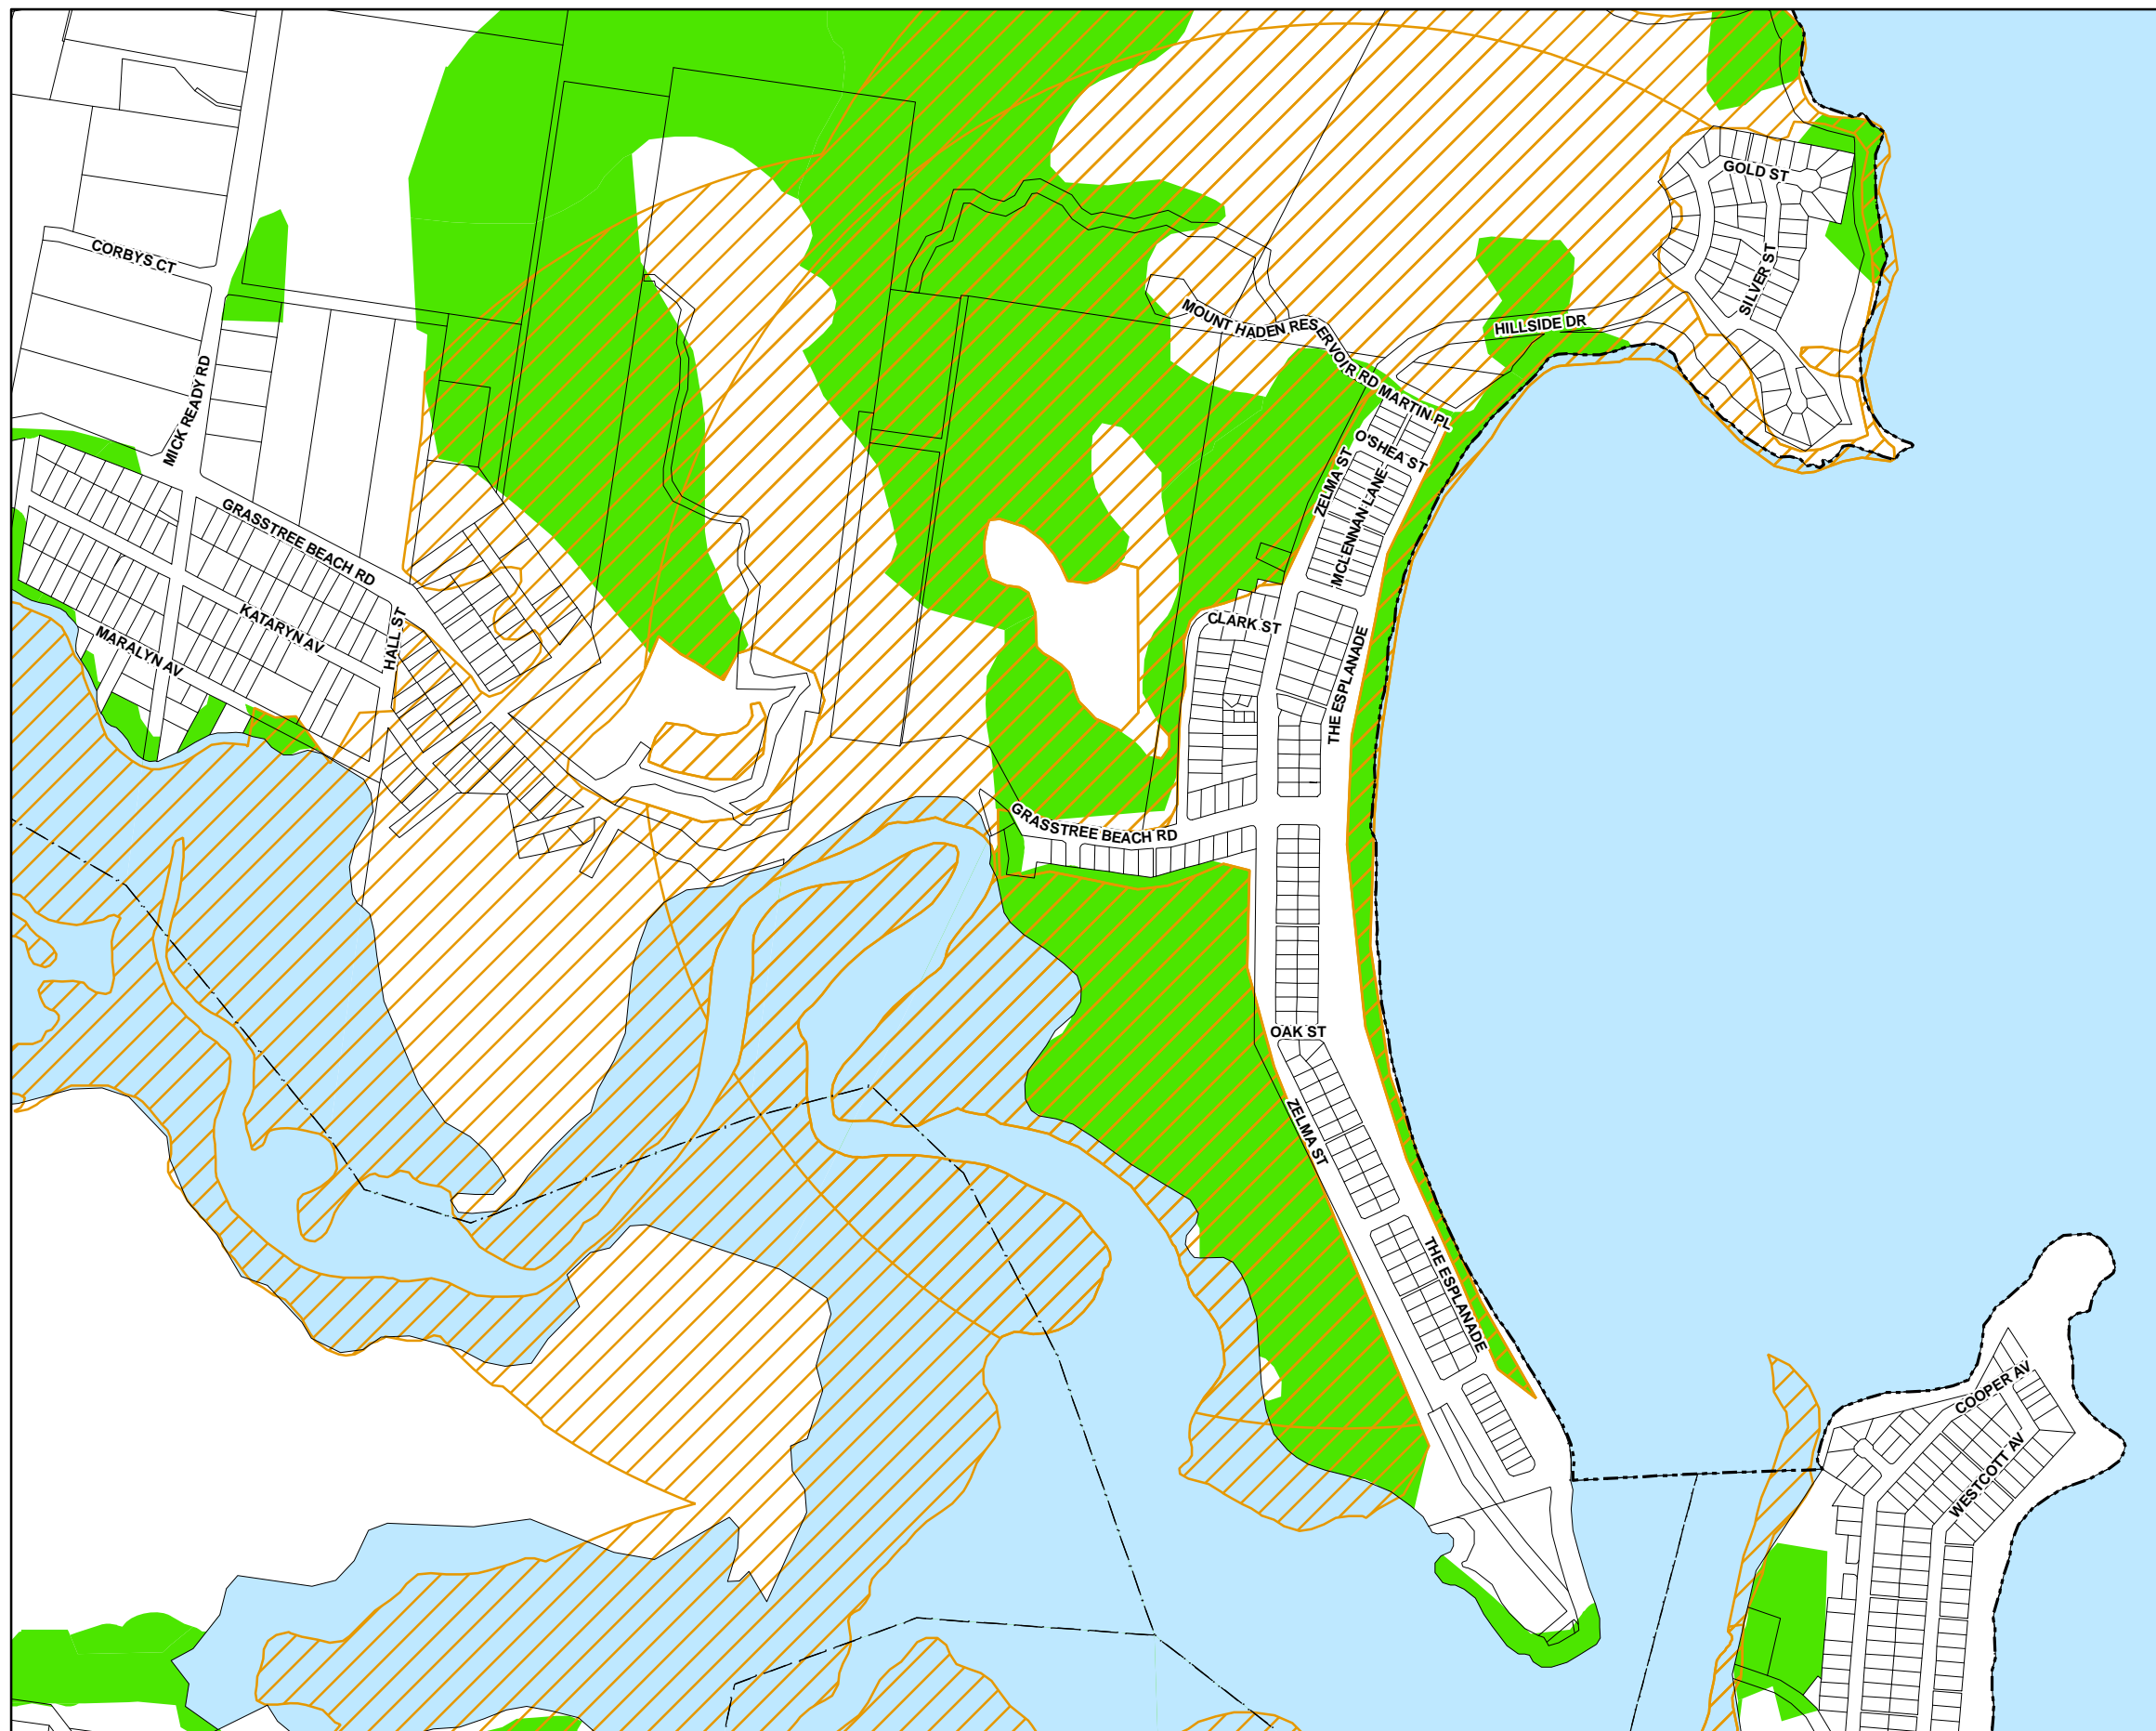 GOLD ST
CORBYS CT
SILVER ST
MOUNT HADEN RESERVOIR RD
HILLSIDE DR
MICK READY RD
MARTIN PL
O'SHEA ST
ZELMA ST
MCLENNAN LANE
GRASSTREE BEACH RD
KATARYN AV
HALL ST
MARALYN AV
CLARK ST
THE ESPLANADE
GRASSTREE BEACH RD
OAK ST
ZELMA ST
THE ESPLANADE
COOPER AV
WESTCOTT AV